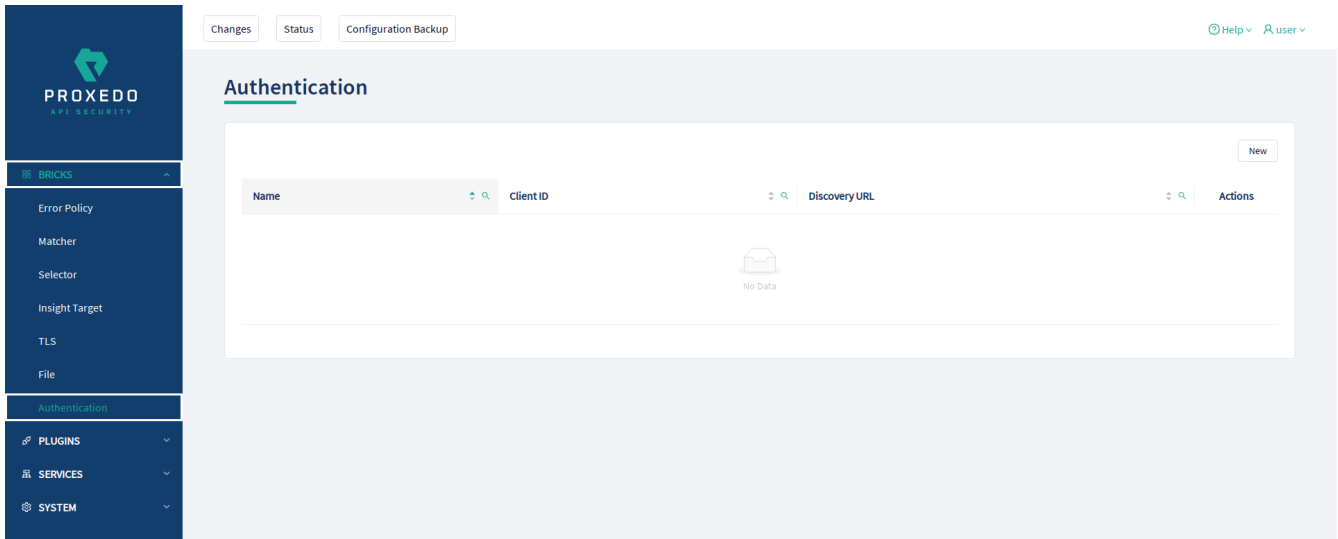 Changes Status Configuration Backup Help user
PROXEDO
API SECURITY
Authentication
New
BRICKS
Name Client ID Discovery URL Actions
Error Policy
Matcher
Selector
No Data
Insight Target
TLS
File
Authentication
PLUGINS
SERVICES
SYSTEM